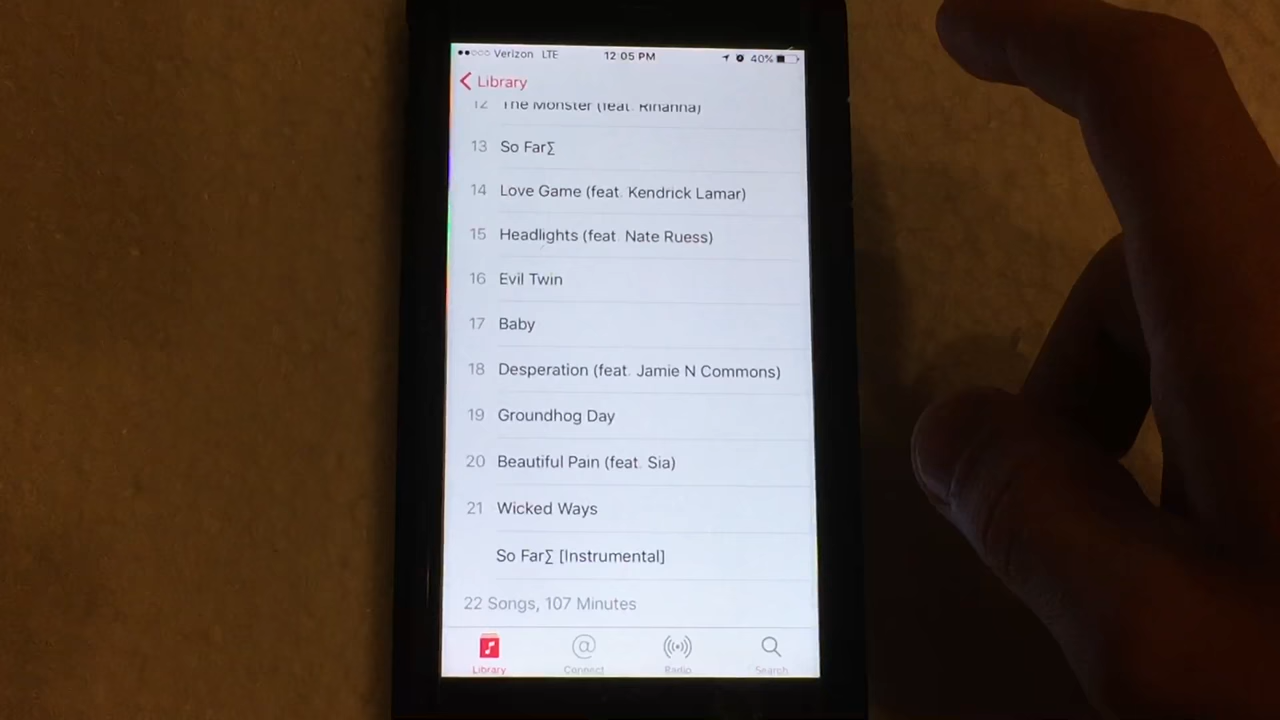 Verizon LTE 12:05 PM 40%
Library
12 The Monster (feat. Rihanna)
13 So Far∑
14 Love Game (feat. Kendrick Lamar)
15 Headlights (feat. Nate Ruess)
16 Evil Twin
17 Baby
18 Desperation (feat. Jamie N Commons)
19 Groundhog Day
20 Beautiful Pain (feat. Sia)
21 Wicked Ways
So Far∑ [Instrumental]
22 Songs, 107 Minutes
Library Connect Radio Search